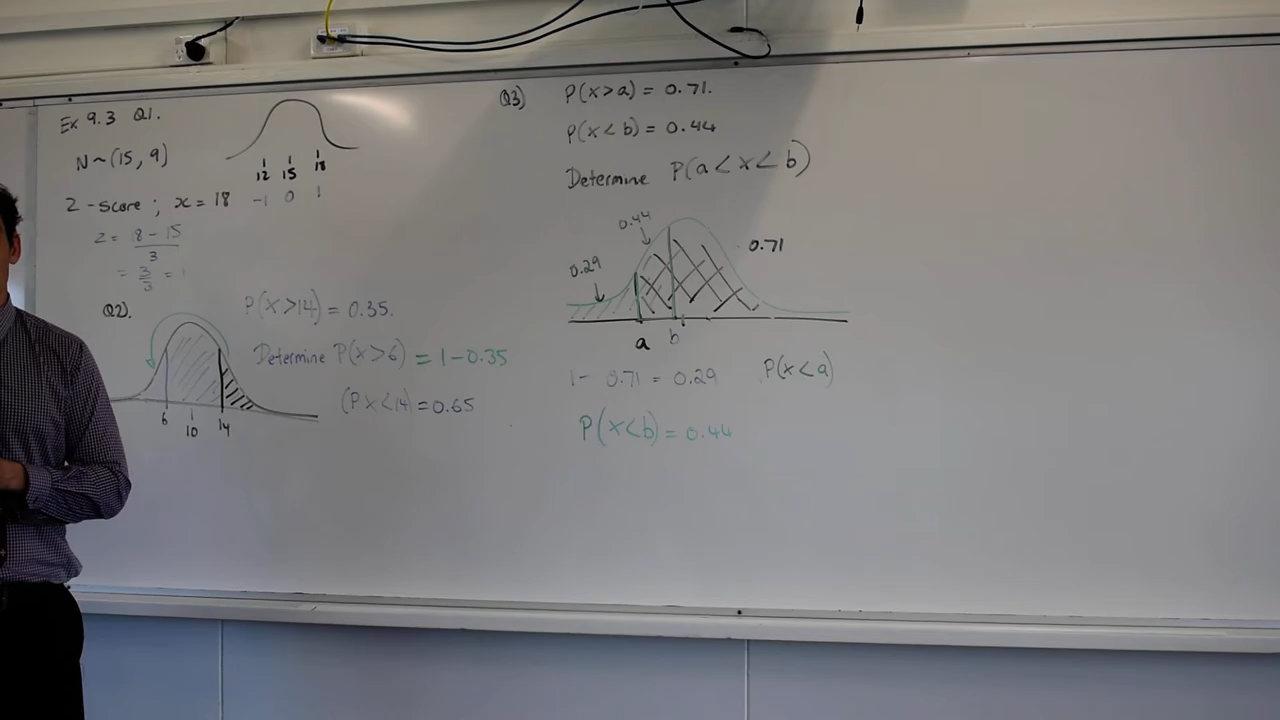 Ex 9.3 Q1.
N~(15, 9)
12 15 18
-1 0 1
Z-score; x = 18
z = 18 - 15
3
= 3/3 = 1
Q2).
P(x>14) = 0.35.
Determine P(x>6) = 1-0.35
(Px<14) = 0.65
6 10 14
Q3) P(x>a) = 0.71.
P(x<b) = 0.44
Determine P(a<x<b)
0.44
0.29
0.71
a b
1- 0.71 = 0.29 P(x<a)
P(x<b) = 0.44